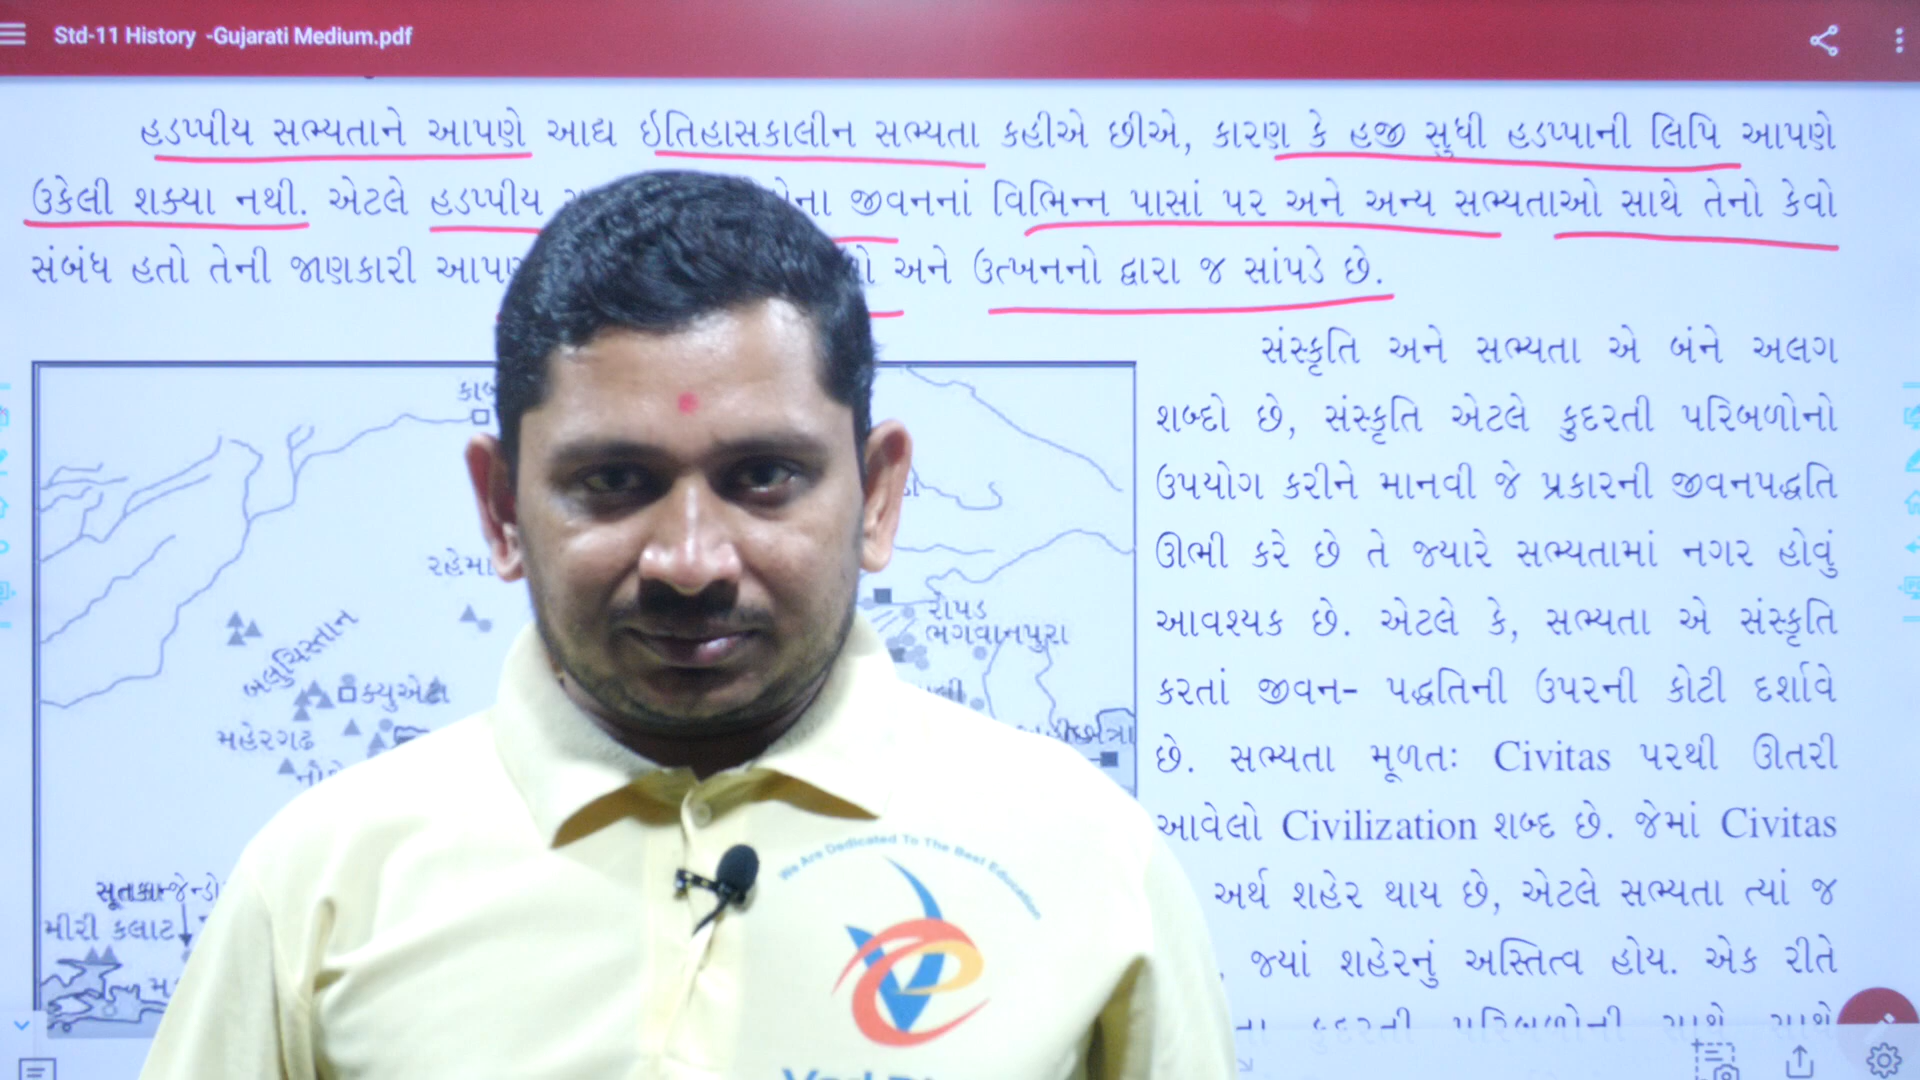 Std-11 History -Gujarati Medium.pdf
હડપ્પીય સભ્યતાને આપણે આદ્ય ઇતિહાસકાલીન સભ્યતા કહીએ છીએ, કારણ કે હજી સુધી હડપ્પાની લિપિ આપણે
ઉકેલી શક્યા નથી. એટલે હડપ્પીય જીવનનાં વિભિન્ન પાસાં પર અને અન્ય સભ્યતાઓ સાથે તેનો કેવો
સંબંધ હતો તેની જાણકારી અને ઉત્ખનનો દ્વારા જ સાંપડે છે.
સંસ્કૃતિ અને સભ્યતા એ બંને અલગ
શબ્દો છે, સંસ્કૃતિ એટલે કુદરતી પરિબળોનો
ઉપયોગ કરીને માનવી જે પ્રકારની જીવનપદ્ધતિ
ઊભી કરે છે તે જ્યારે સભ્યતામાં નગર હોવું
આવશ્યક છે. એટલે કે, સભ્યતા એ સંસ્કૃતિ
કરતાં જીવન- પદ્ધતિની ઉપરની કોટી દર્શાવે
છે. સભ્યતા મૂળતઃ Civitas પરથી ઊતરી
આવેલો Civilization શબ્દ છે. જેમાં Civitas
અર્થ શહેર થાય છે, એટલે સભ્યતા ત્યાં જ
જ્યાં શહેરનું અસ્તિત્વ હોય. એક રીતે
રોપડ
ભગવાનપુરા
બલુચિસ્તાન
ક્યુએટા
મહેરગઢ
મીરી કલાટ
We Are Dedicated To The Best Education